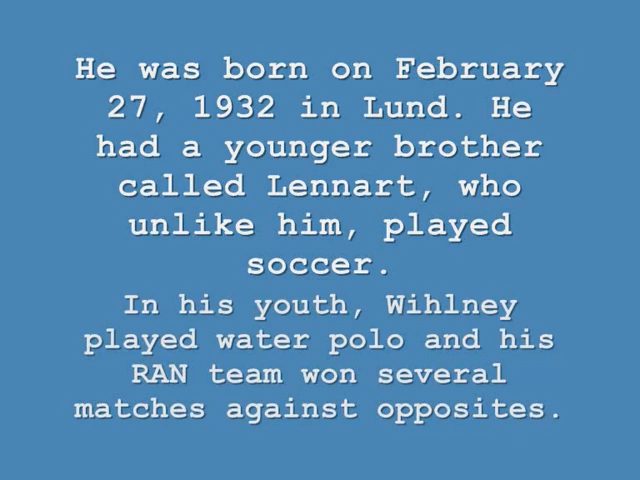 He was born on February
27, 1932 in Lund. He
had a younger brother
called Lennart, who
unlike him, played
soccer.
In his youth, Wihlney
played water polo and his
RAN team won several
matches against opposites.